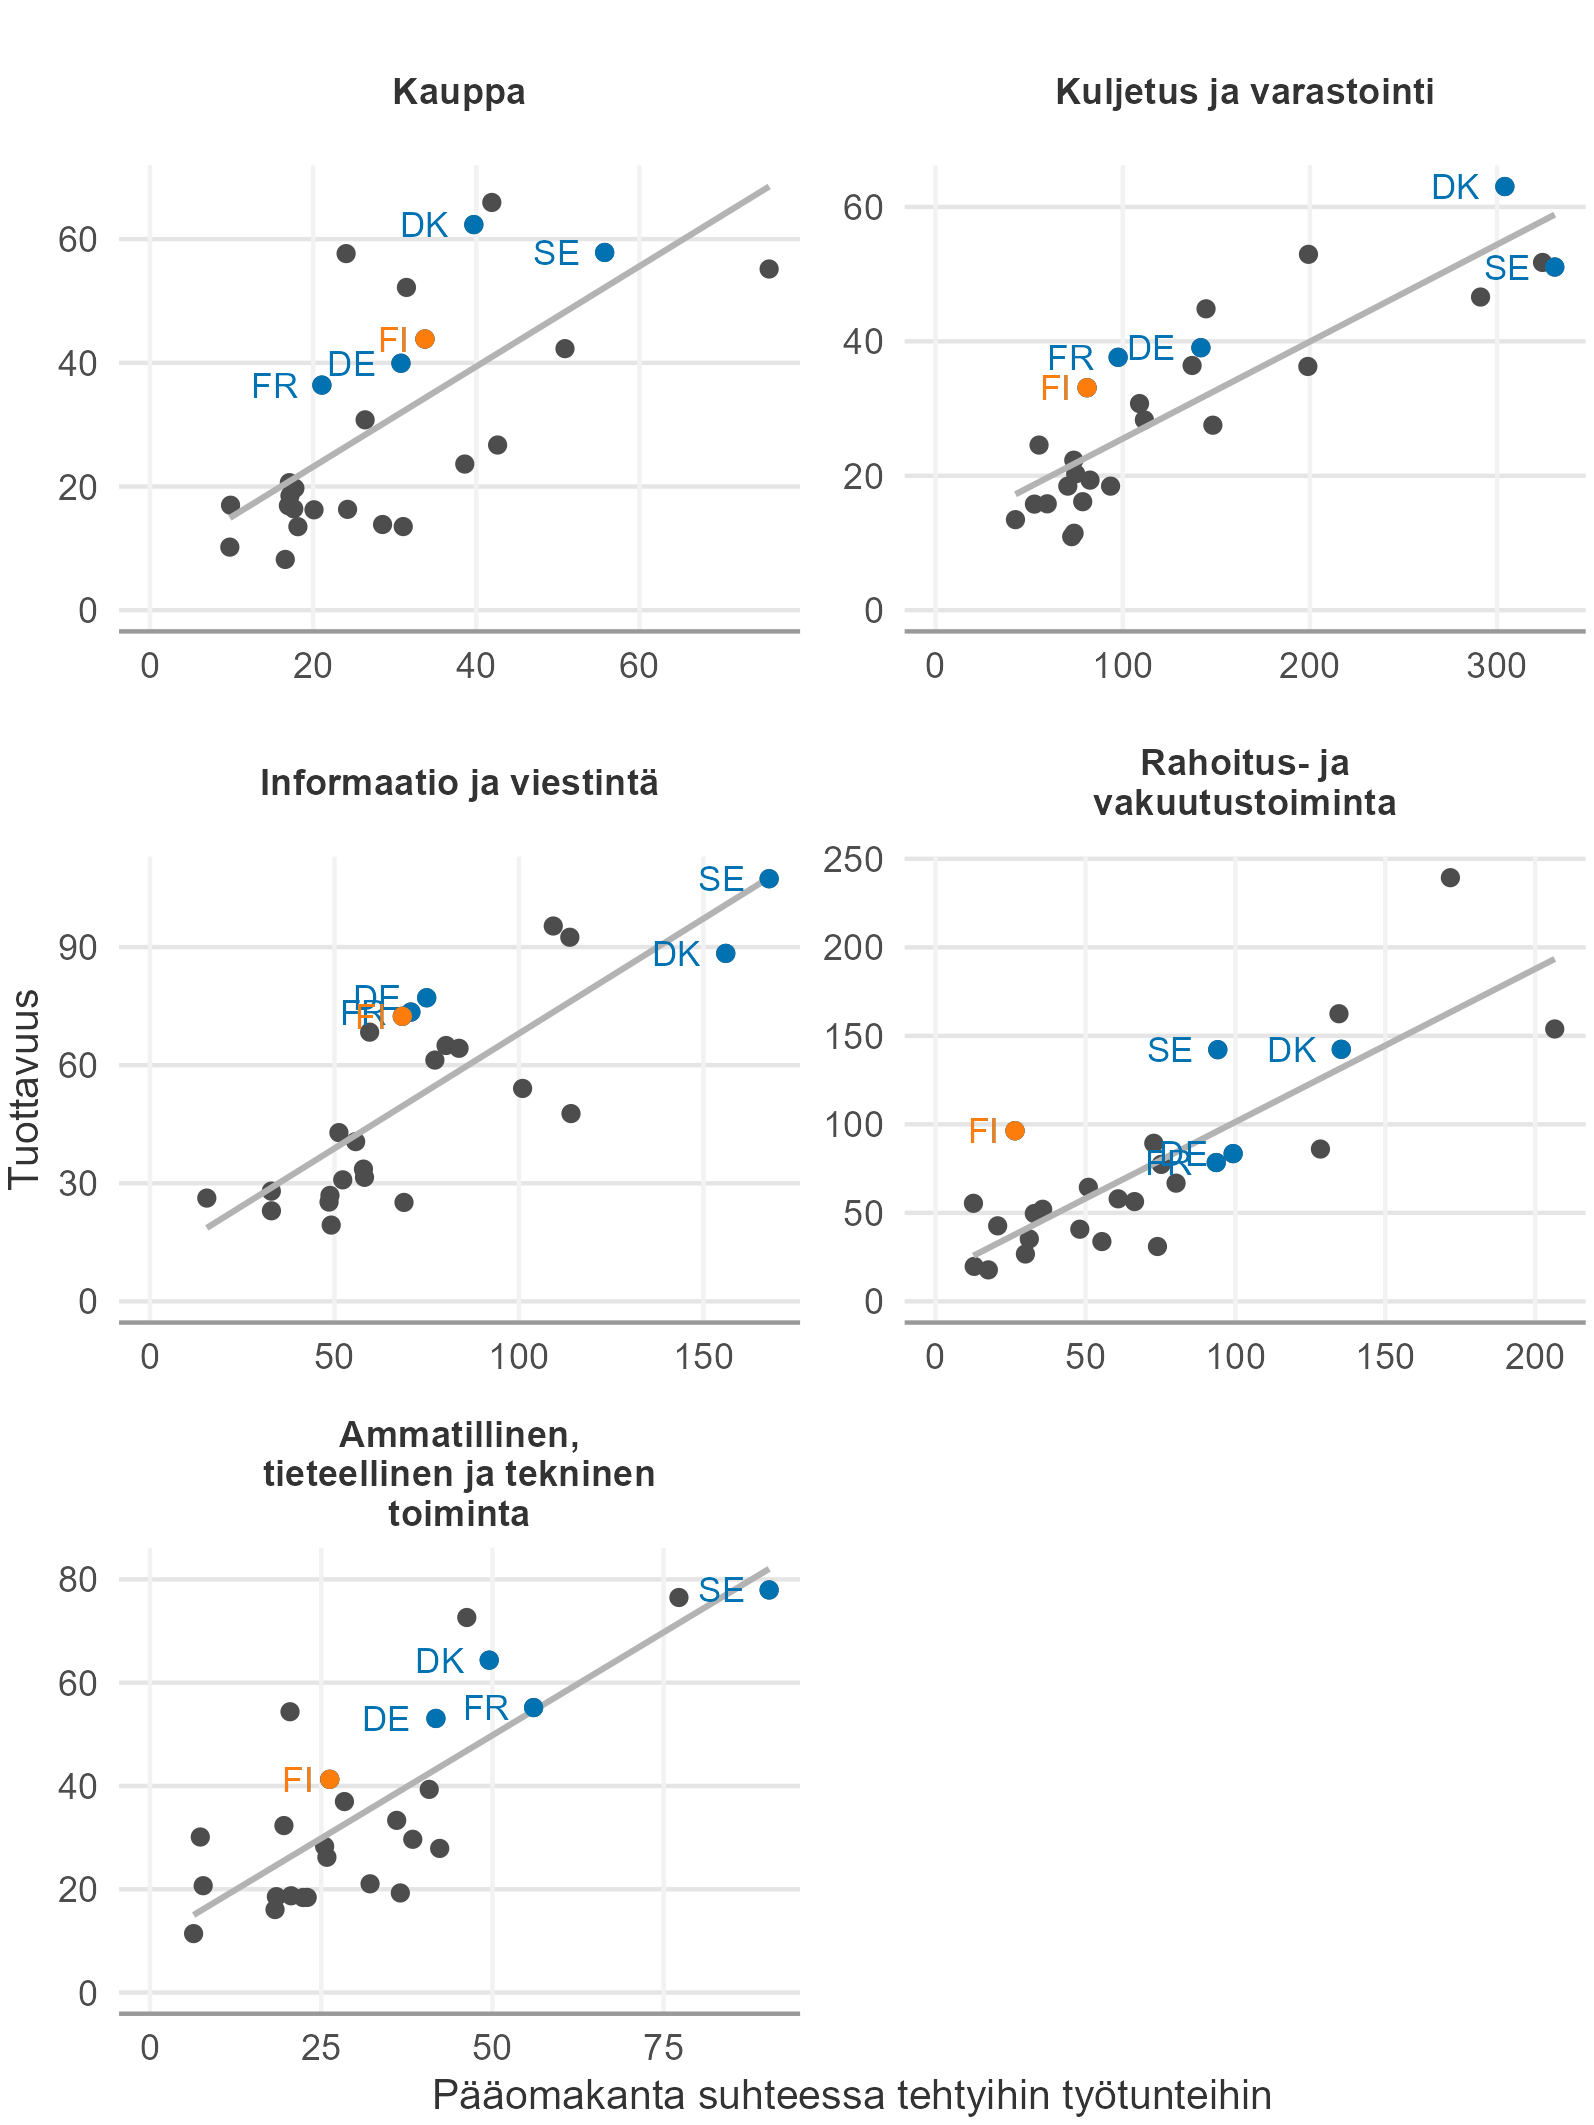 Kauppa
60
40
20
0
DK
SE
FI
DE
FR
0 20 40 60
Kuljetus ja varastointi
60
40
20
0
DK
SE
FR
DE
FI
0 100 200 300
Informaatio ja viestintä
90
60
30
0
SE
DK
DE
FR
FI
0 50 100 150
Rahoitus- ja
vakuutustoiminta
250
200
150
100
50
0
SE
DK
FI
DE
FR
0 50 100 150 200
Ammatillinen,
tieteellinen ja tekninen
toiminta
80
60
40
20
0
SE
DK
FR
DE
FI
0 25 50 75
Tuottavuus
Pääomakanta suhteessa tehtyihin työtunteihin